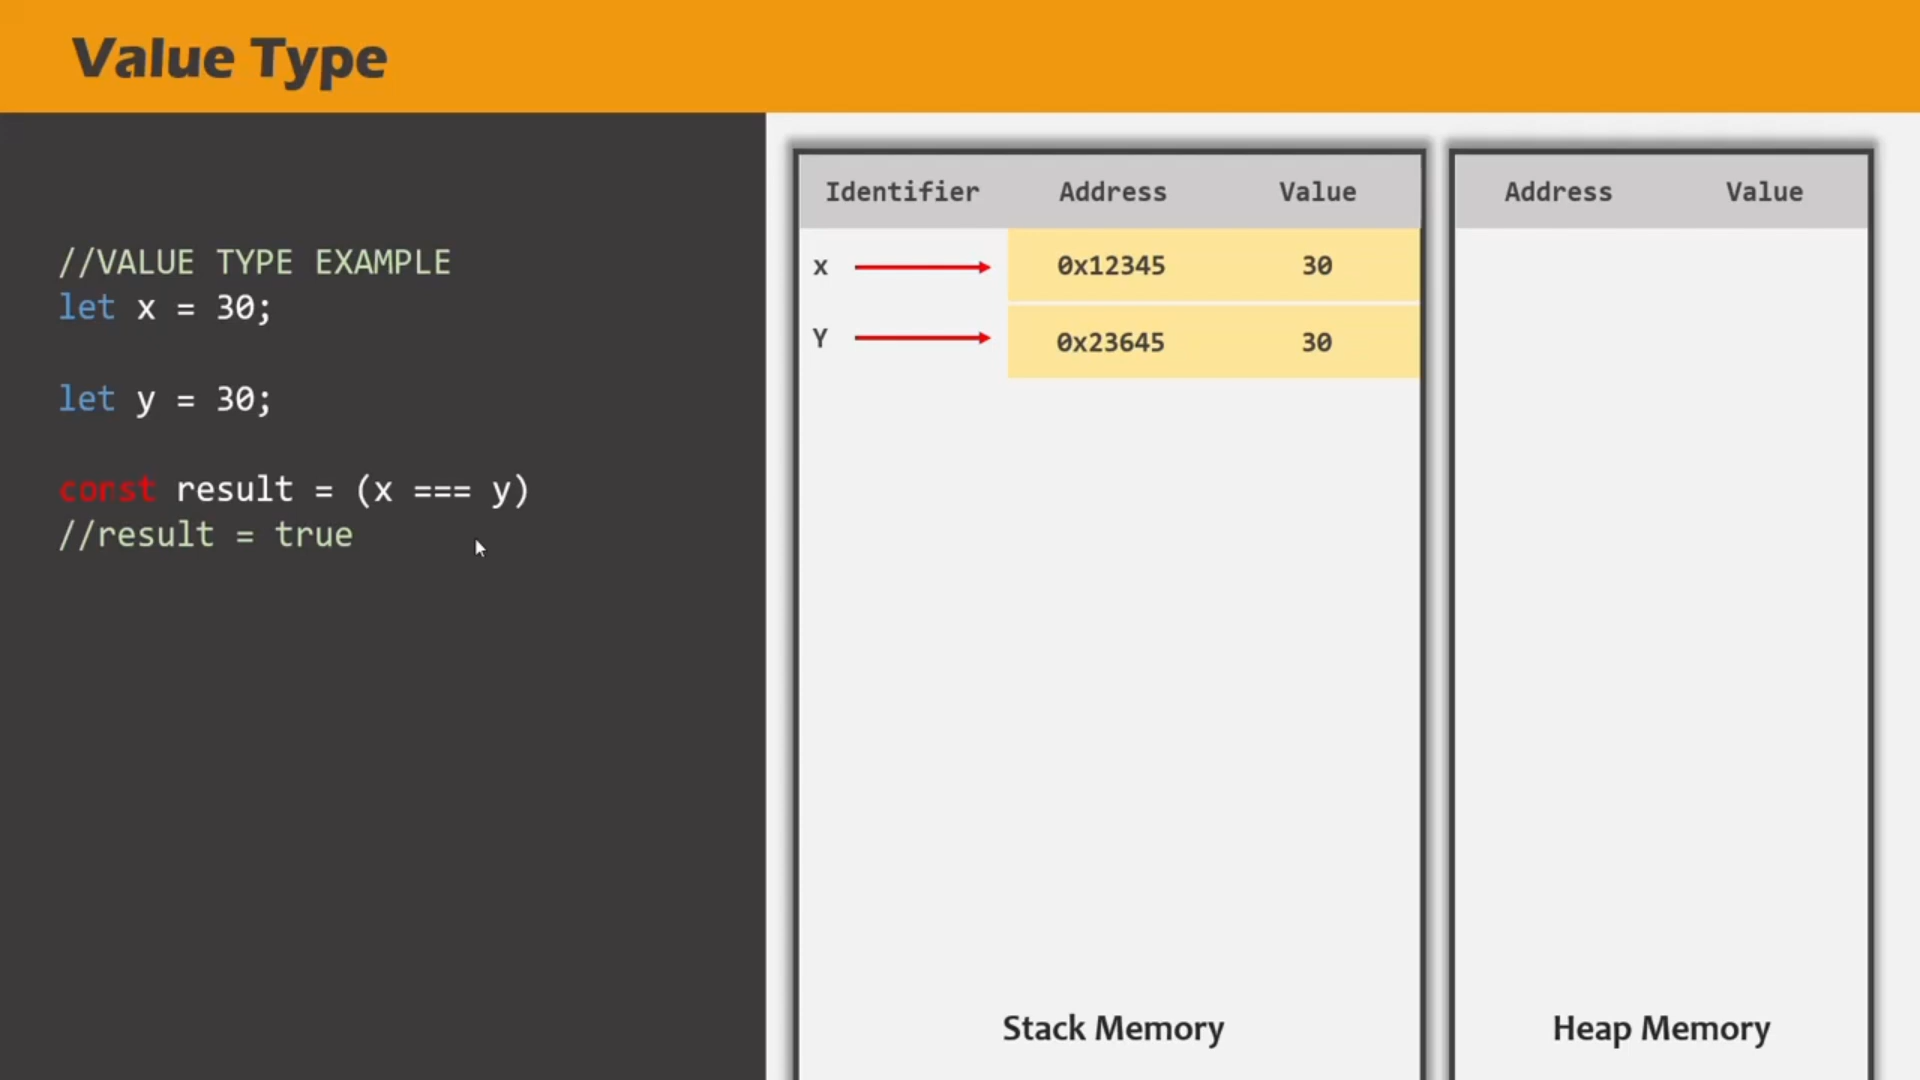 Value Type
//VALUE TYPE EXAMPLE
let x = 30;
let y = 30;
const result = (x === y)
//result = true
Identifier Address Value
x 0x12345 30
Y 0x23645 30
Stack Memory
Address Value
Heap Memory